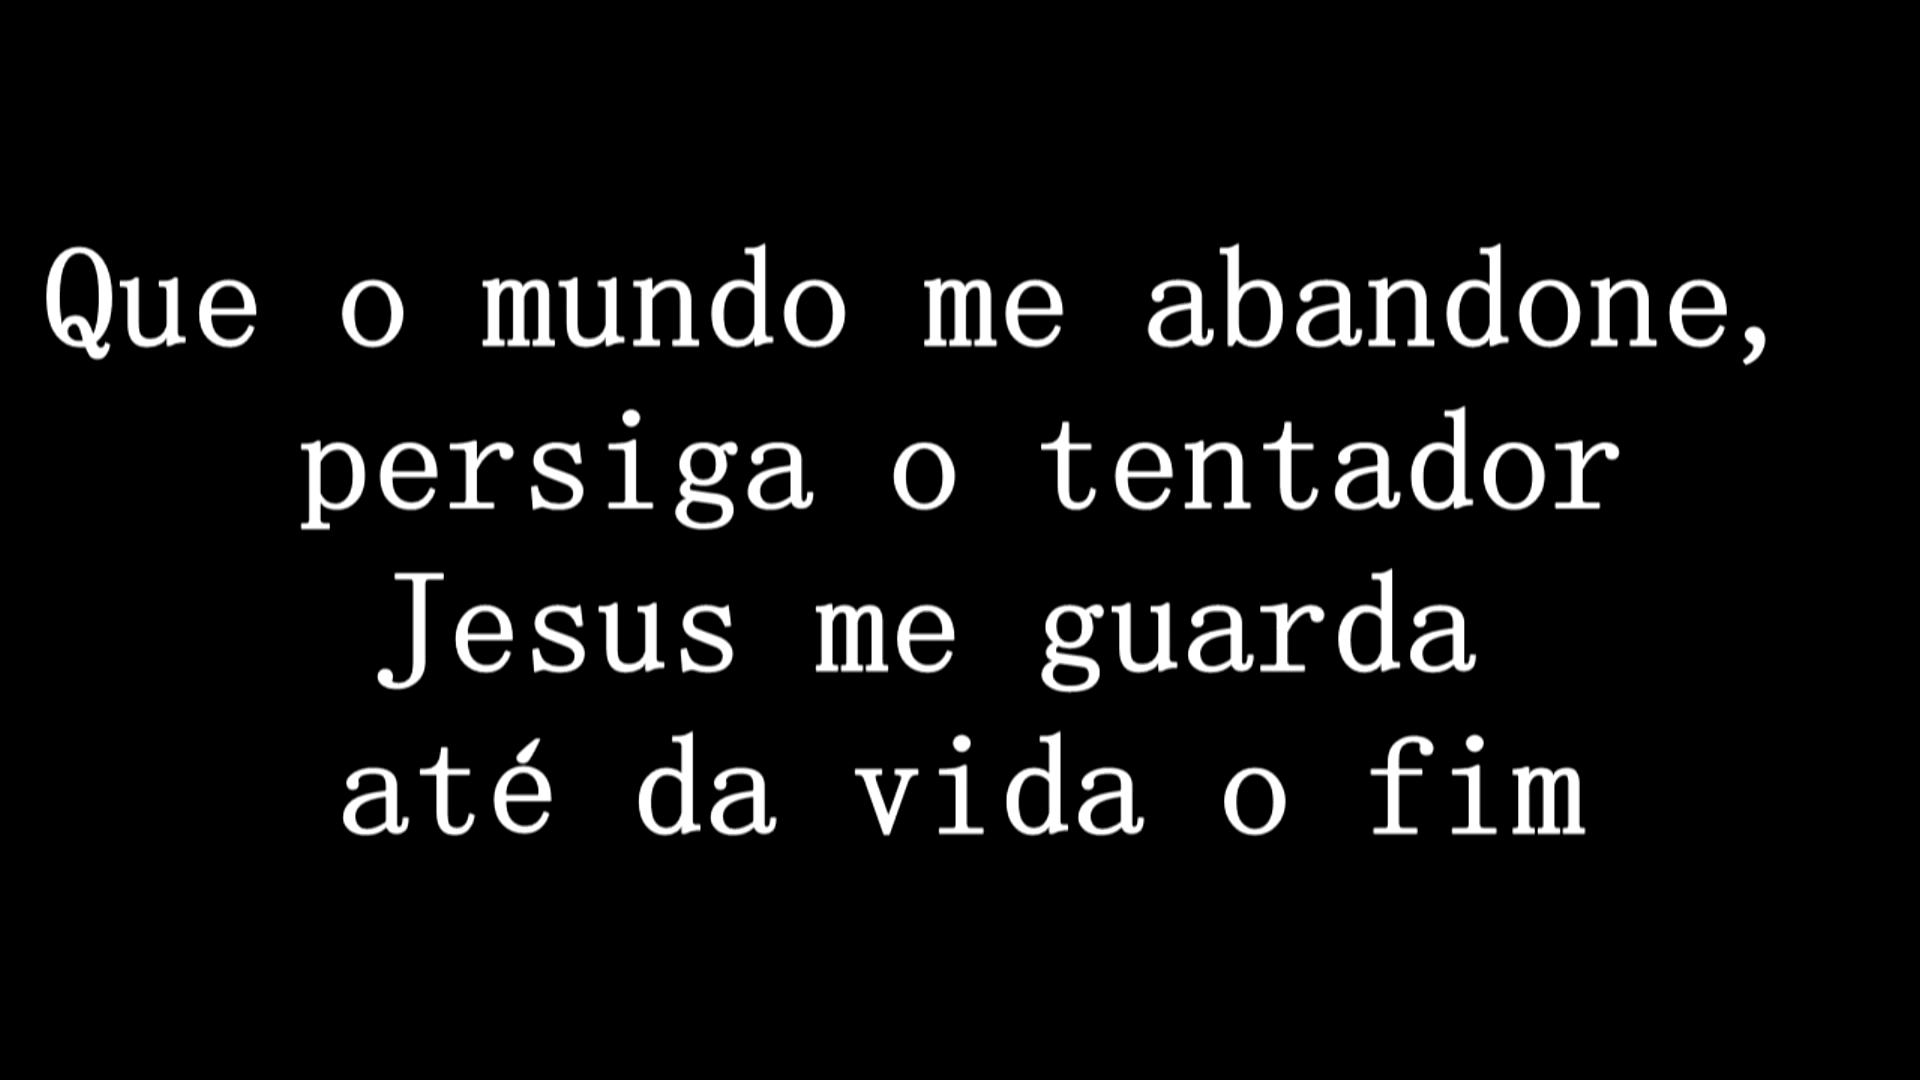 Que o mundo me abandone,
persiga o tentador
Jesus me guarda
até da vida o fim